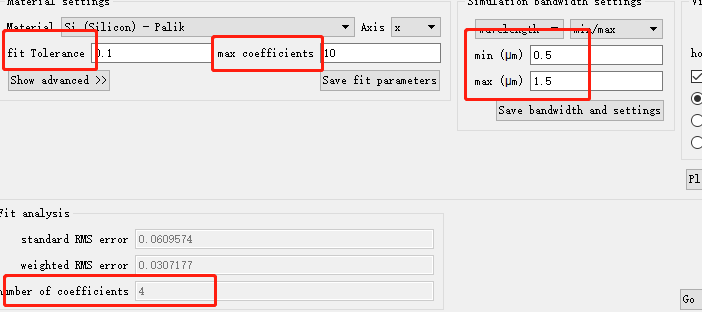 Material settings
Material Si (Silicon) - Palik Axis x
fit Tolerance 0.1 max coefficients 10
Show advanced >> Save fit parameters
Simulation bandwidth settings
wavelength min/max
min (μm) 0.5
max (μm) 1.5
Save bandwidth and settings
Vi
ho
Pl
Fit analysis
standard RMS error 0.0609574
weighted RMS error 0.0307177
number of coefficients 4
Go